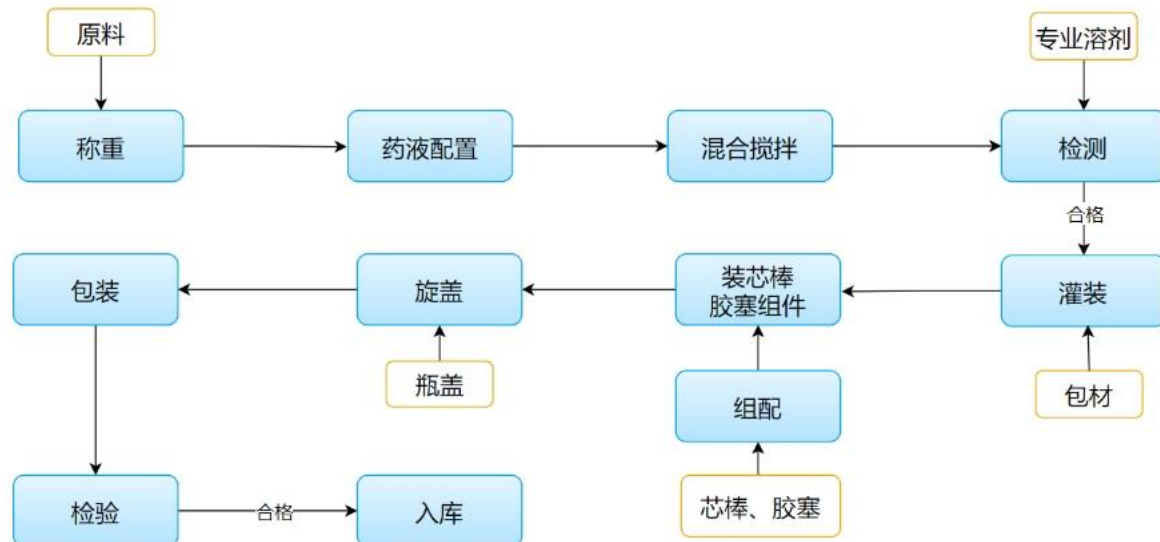 原料
专业溶剂
称重
药液配置
混合搅拌
检测
合格
包装
旋盖
装芯棒
胶塞组件
灌装
瓶盖
组配
包材
检验
合格
入库
芯棒、胶塞